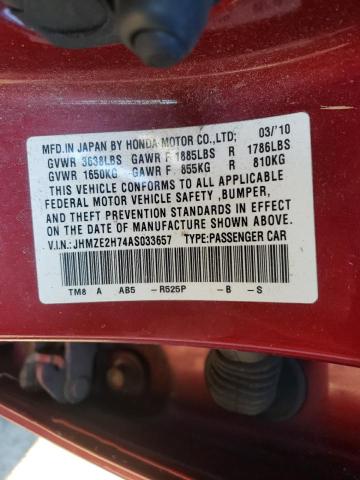 MFD.IN JAPAN BY HONDA MOTOR CO.,LTD; 03/'10
GVWR 3638LBS GAWR F 1885LBS R 1786LBS
GVWR 1650KG GAWR F 855KG R 810KG
THIS VEHICLE CONFORMS TO ALL APPLICABLE
FEDERAL MOTOR VEHICLE SAFETY ,BUMPER,
AND THEFT PREVENTION STANDARDS IN EFFECT
ON THE DATE OF MANUFACTURE SHOWN ABOVE.
V.I.N: JHMZE2H74AS033657 TYPE:PASSENGER CAR
TM8 A AB5 -R525P -B -S